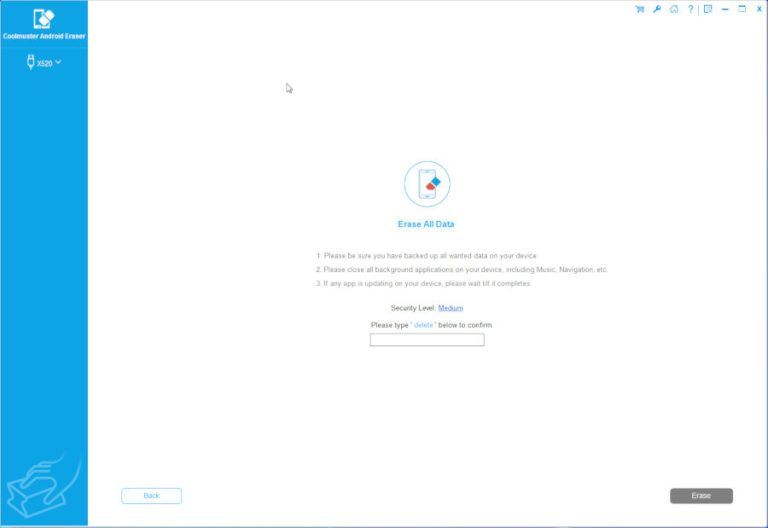 Coolmuster Android Eraser
X520
?
Erase All Data
1. Please be sure you have backed up all wanted data on your device.
2. Please close all background applications on your device, including Music, Navigation, etc.
3. If any app is updating on your device, please wait till it completes.
Security Level: Medium
Please type " delete " below to confirm.
Back
Erase